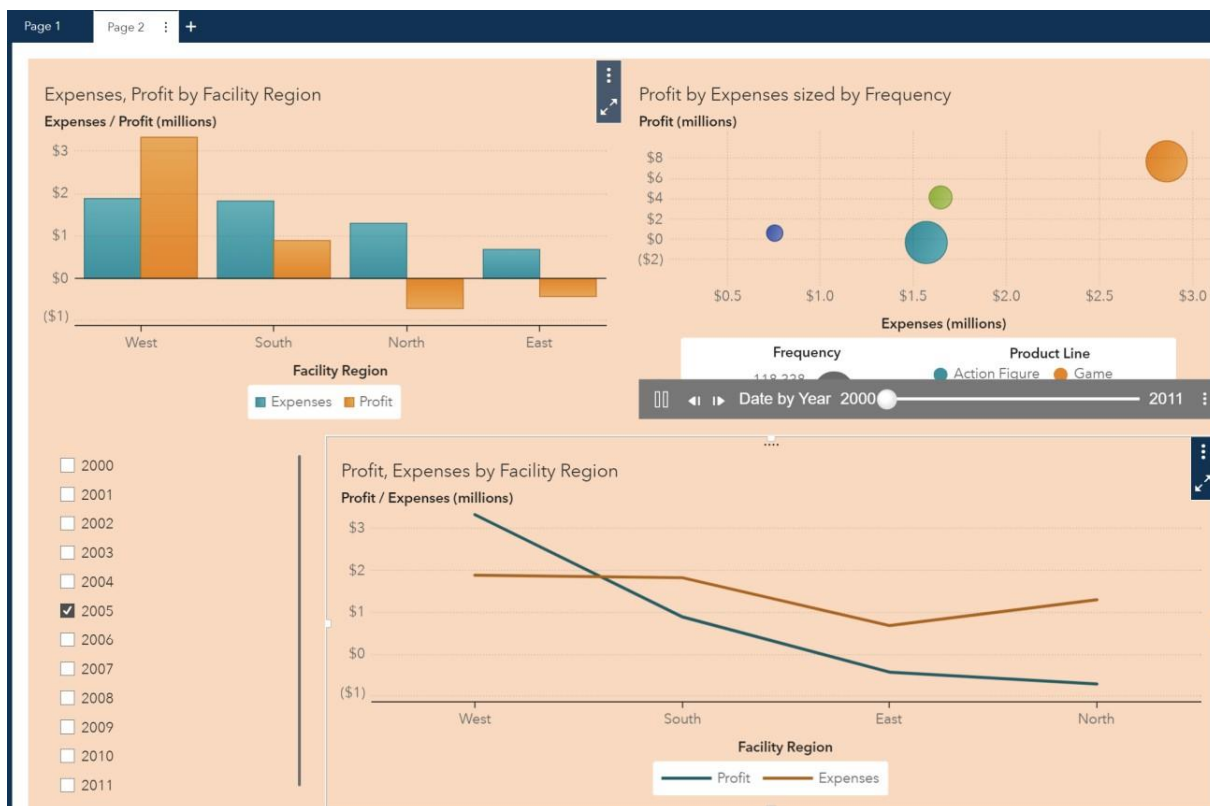 Page 1
Page 2
Expenses, Profit by Facility Region
Expenses / Profit (millions)
$3
$2
$1
$0
($1)
West South North East
Facility Region
Expenses Profit
Profit by Expenses sized by Frequency
Profit (millions)
$8
$6
$4
$2
$0
($2)
$0.5 $1.0 $1.5 $2.0 $2.5 $3.0
Expenses (millions)
Frequency Product Line
Action Figure Game
Date by Year 2000 2011
2000
2001
2002
2003
2004
2005
2006
2007
2008
2009
2010
2011
Profit, Expenses by Facility Region
Profit / Expenses (millions)
$3
$2
$1
$0
($1)
West South East North
Facility Region
Profit Expenses